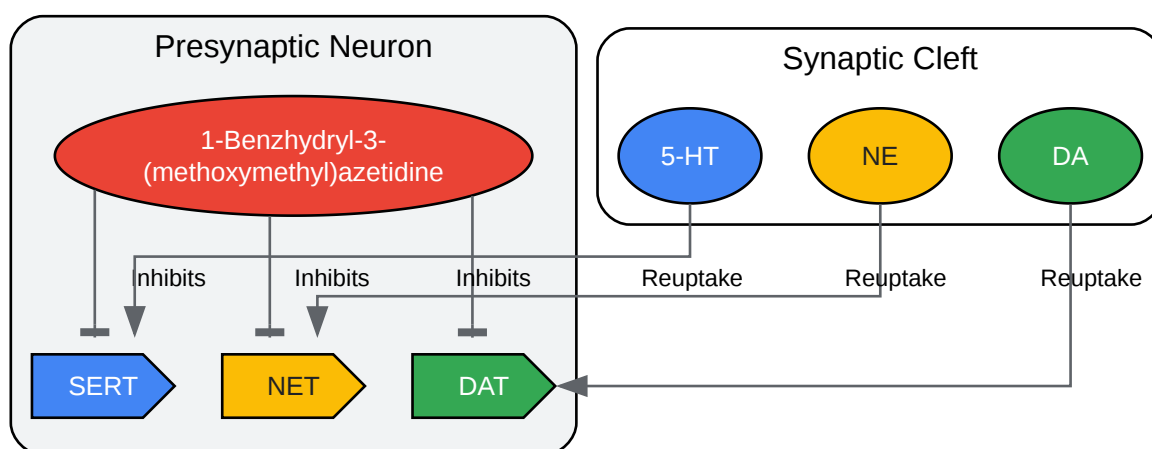 Presynaptic Neuron
Synaptic Cleft
1-Benzhydryl-3-
(methoxymethyl)azetidine
5-HT
NE
DA
Inhibits
Inhibits
Inhibits
Reuptake
Reuptake
Reuptake
SERT
NET
DAT